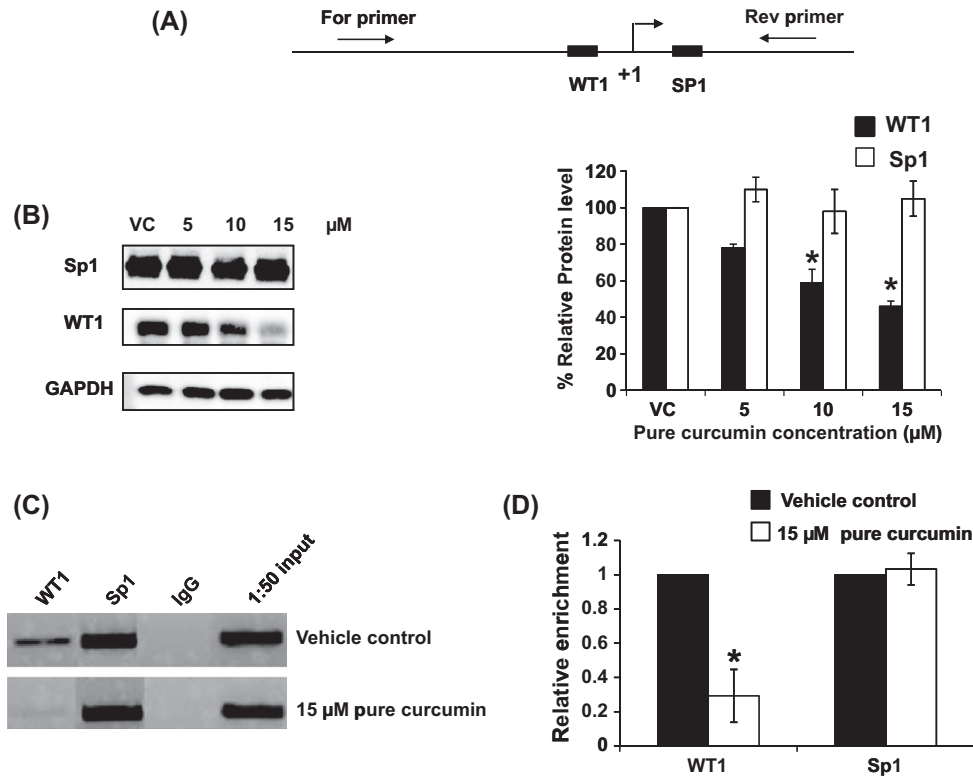 (A)
For primer
Rev primer
WT1
+1
SP1
(B)
VC 5 10 15 µM
Sp1
WT1
GAPDH
WT1
Sp1
% Relative Protein level
120
100
80
60
40
20
0
*
*
VC 5 10 15
Pure curcumin concentration (µM)
(C)
WT1 Sp1 IgG 1:50 input
Vehicle control
15 µM pure curcumin
(D)
Vehicle control
15 µM pure curcumin
Relative enrichment
1.2
1
0.8
0.6
0.4
0.2
0
*
WT1 Sp1